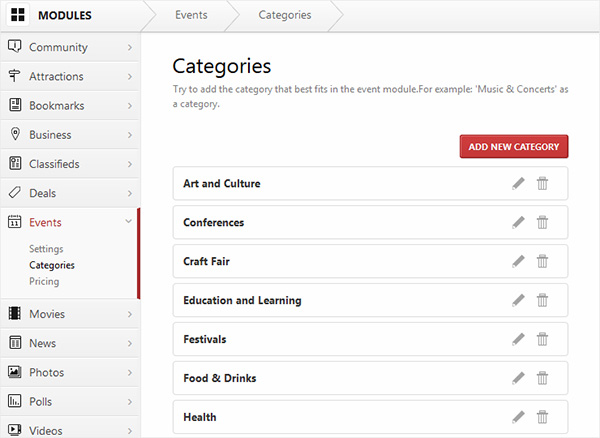 MODULES
Events
Categories
Community
Attractions
Bookmarks
Business
Classifieds
Deals
Events
Settings
Categories
Pricing
Movies
News
Photos
Polls
Videos
Categories
Try to add the category that best fits in the event module.For example: 'Music & Concerts' as
a category.
ADD NEW CATEGORY
Art and Culture
Conferences
Craft Fair
Education and Learning
Festivals
Food & Drinks
Health